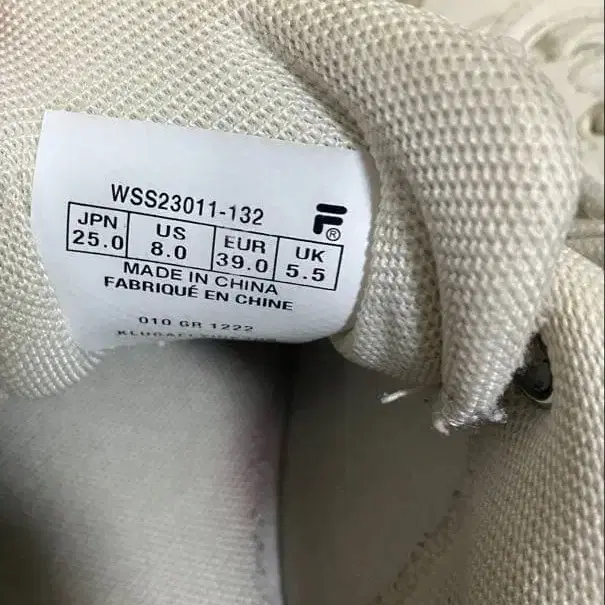 WSS23011-132
JPN US EUR UK
25.0 8.0 39.0 5.5
F®
MADE IN CHINA
FABRIQUÉ EN CHINE
010 GR 1222